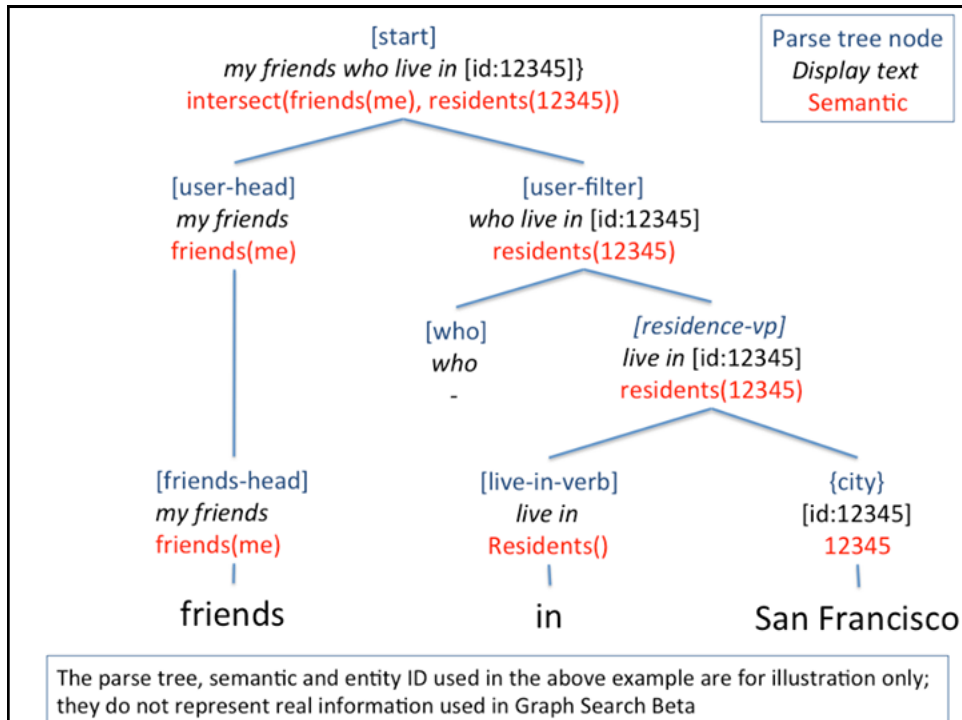 [start]
my friends who live in [id:12345]}
intersect(friends(me), residents(12345))
Parse tree node
Display text
Semantic
[user-head]
my friends
friends(me)
[user-filter]
who live in [id:12345]
residents(12345)
[who]
who
-
[residence-vp]
live in [id:12345]
residents(12345)
[friends-head]
my friends
friends(me)
[live-in-verb]
live in
Residents()
{city}
[id:12345]
12345
friends
in
San Francisco
The parse tree, semantic and entity ID used in the above example are for illustration only;
they do not represent real information used in Graph Search Beta